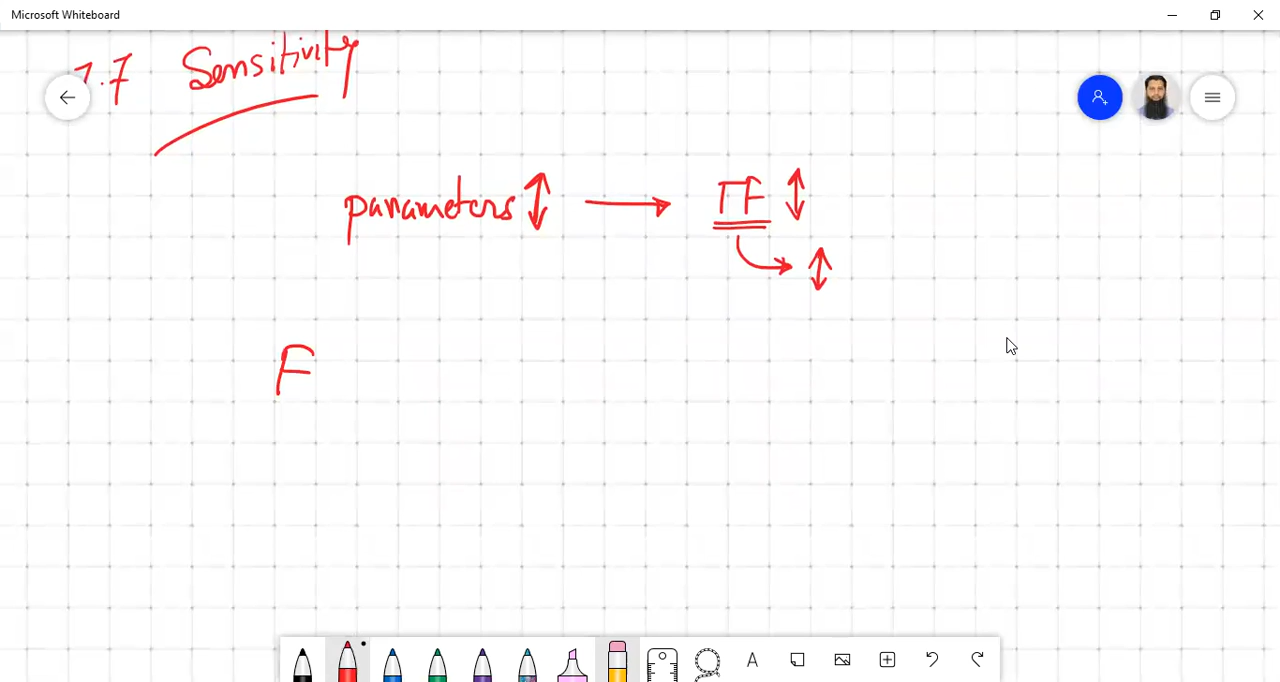 Microsoft Whiteboard
7.7 Sensitivity
parameters ↕ → TF ↕
↕
F
A